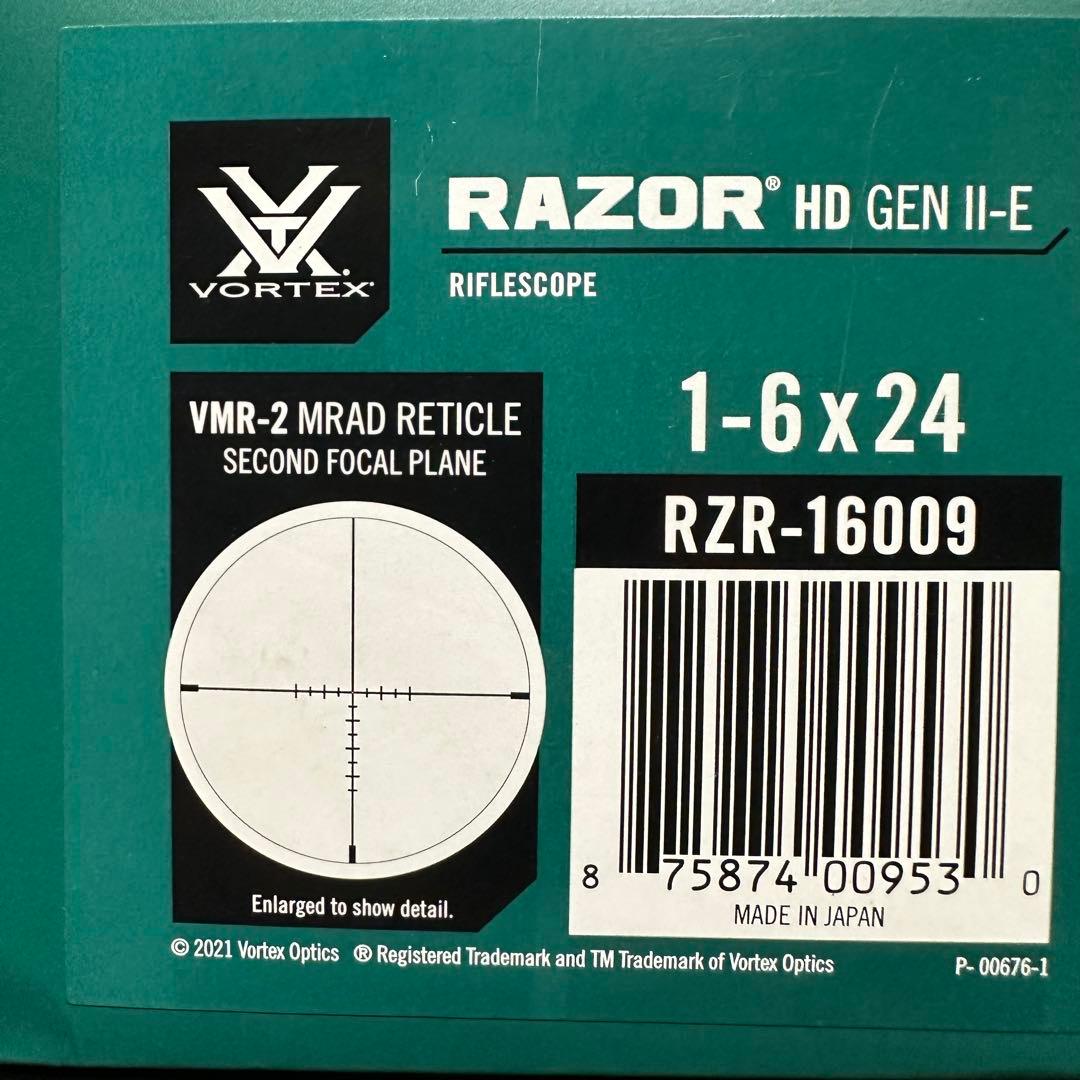 VORTEX®
RAZOR® HD GEN II-E
RIFLESCOPE
VMR-2 MRAD RETICLE
SECOND FOCAL PLANE
Enlarged to show detail.
1-6x24
RZR-16009
8 75874 00953 0
MADE IN JAPAN
© 2021 Vortex Optics ® Registered Trademark and TM Trademark of Vortex Optics
P- 00676-1